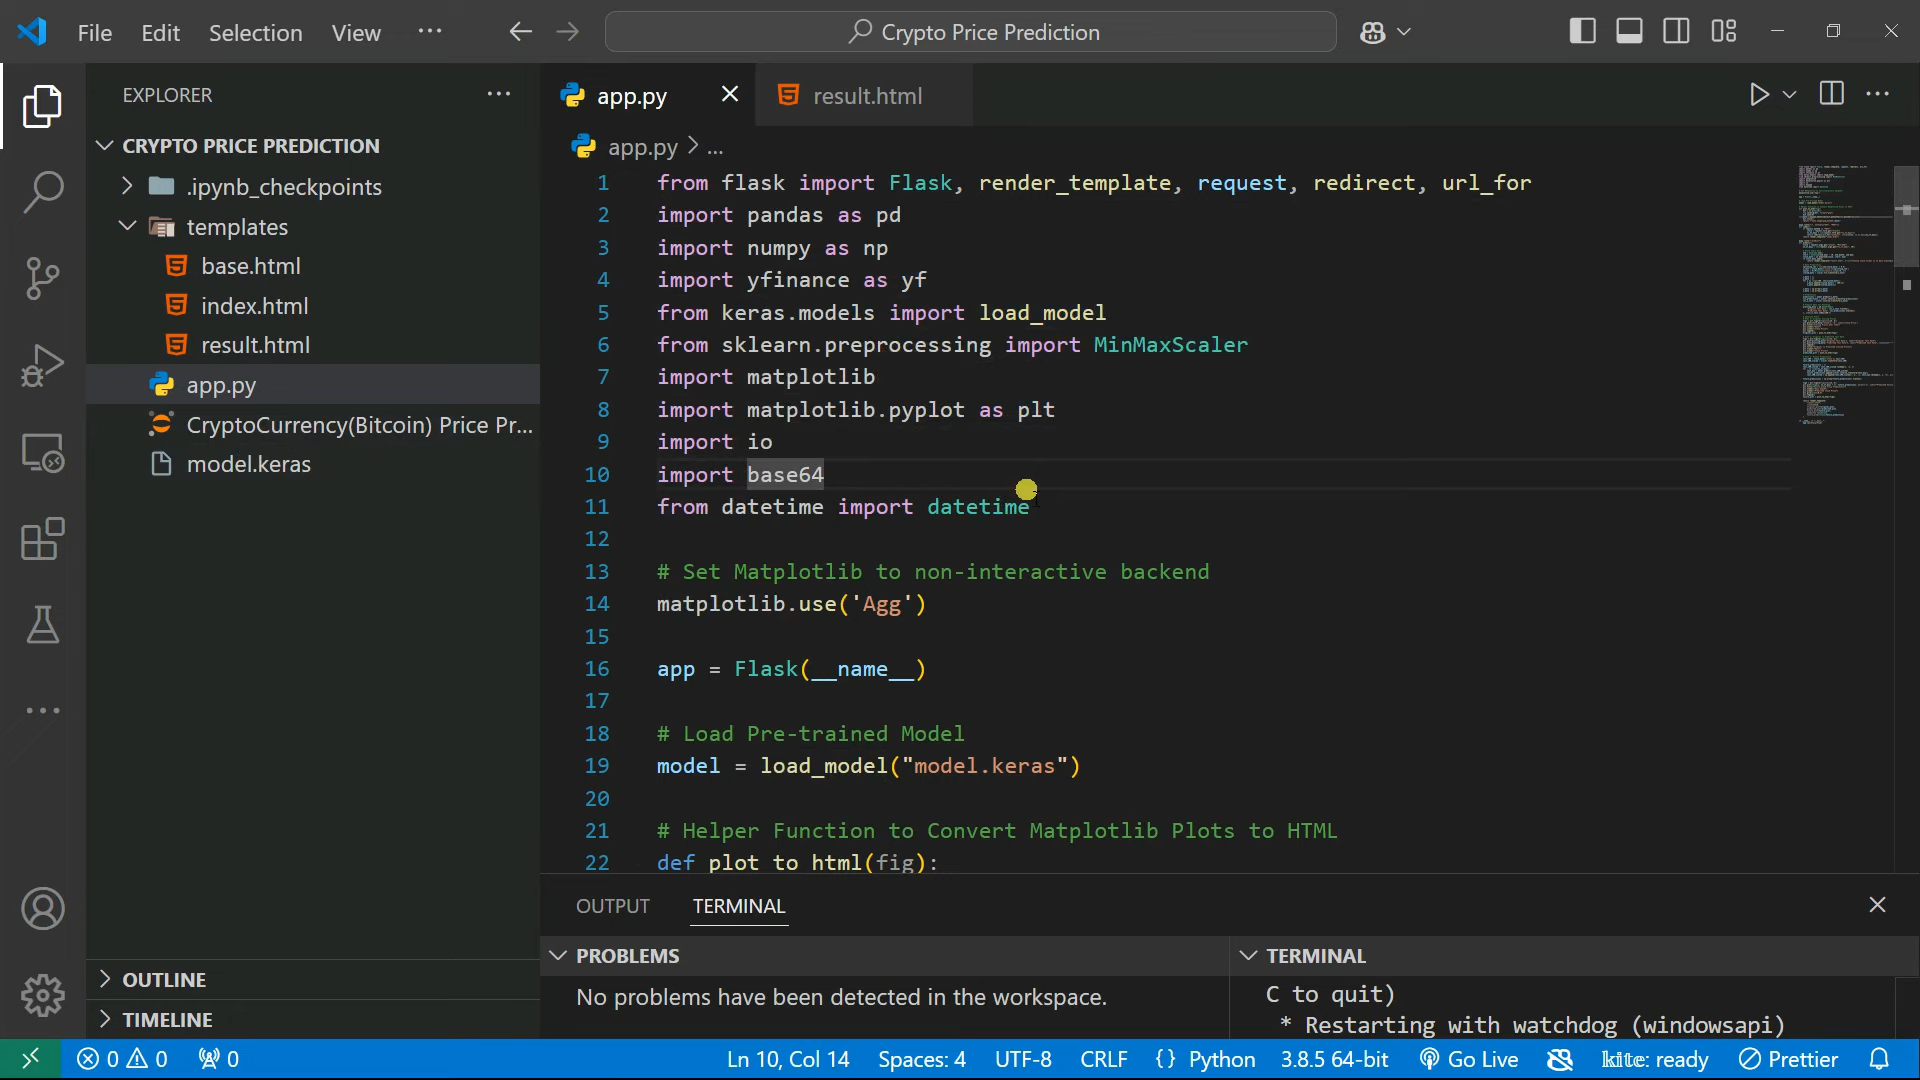 File Edit Selection View ... Crypto Price Prediction
EXPLORER ...
CRYPTO PRICE PREDICTION
.ipynb_checkpoints
templates
base.html
index.html
result.html
app.py
CryptoCurrency(Bitcoin) Price Pr...
model.keras
OUTLINE
TIMELINE
app.py result.html
app.py > ...
1 from flask import Flask, render_template, request, redirect, url_for
2 import pandas as pd
3 import numpy as np
4 import yfinance as yf
5 from keras.models import load_model
6 from sklearn.preprocessing import MinMaxScaler
7 import matplotlib
8 import matplotlib.pyplot as plt
9 import io
10 import base64
11 from datetime import datetime
12
13 # Set Matplotlib to non-interactive backend
14 matplotlib.use('Agg')
15
16 app = Flask(__name__)
17
18 # Load Pre-trained Model
19 model = load_model("model.keras")
20
21 # Helper Function to Convert Matplotlib Plots to HTML
22 def plot_to_html(fig):
OUTPUT TERMINAL
PROBLEMS
No problems have been detected in the workspace.
TERMINAL
C to quit)
* Restarting with watchdog (windowsapi)
0 0 0 Ln 10, Col 14 Spaces: 4 UTF-8 CRLF {} Python 3.8.5 64-bit Go Live kite: ready Prettier